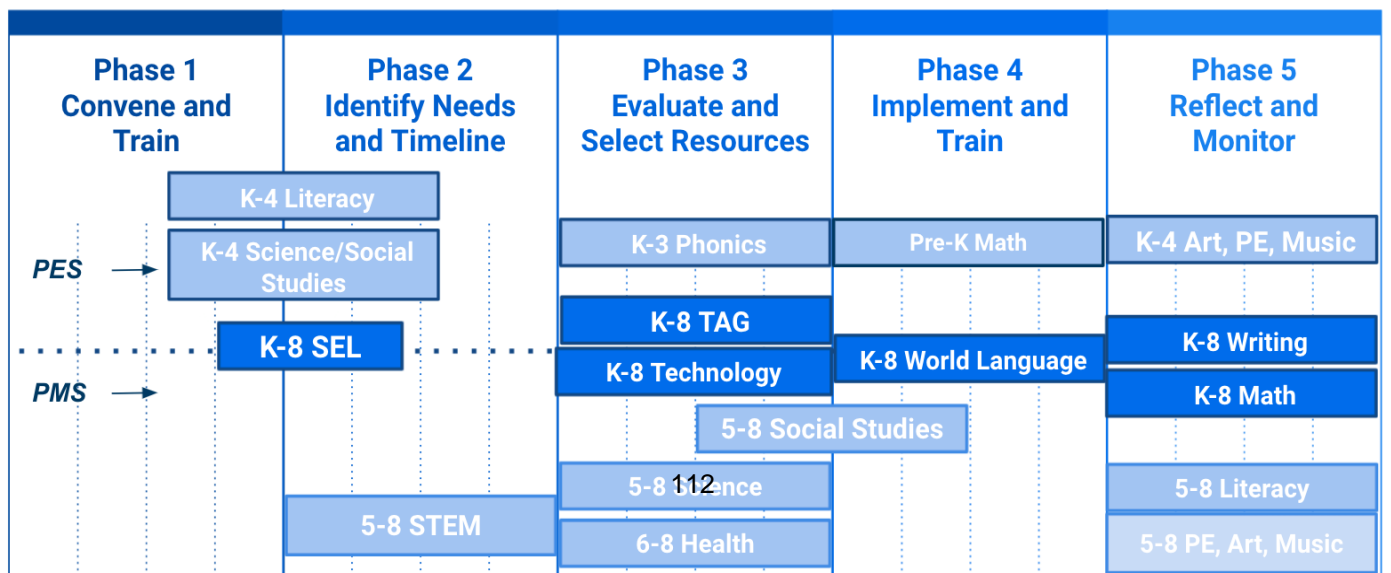 Phase 1
Convene and
Train
Phase 2
Identify Needs
and Timeline
Phase 3
Evaluate and
Select Resources
Phase 4
Implement and
Train
Phase 5
Reflect and
Monitor
K-4 Literacy
K-4 Science/Social
Studies
K-3 Phonics
Pre-K Math
K-4 Art, PE, Music
PES
K-8 SEL
K-8 TAG
K-8 Technology
K-8 World Language
K-8 Writing
K-8 Math
PMS
5-8 Social Studies
5-8 Science
112
5-8 STEM
6-8 Health
5-8 Literacy
5-8 PE, Art, Music